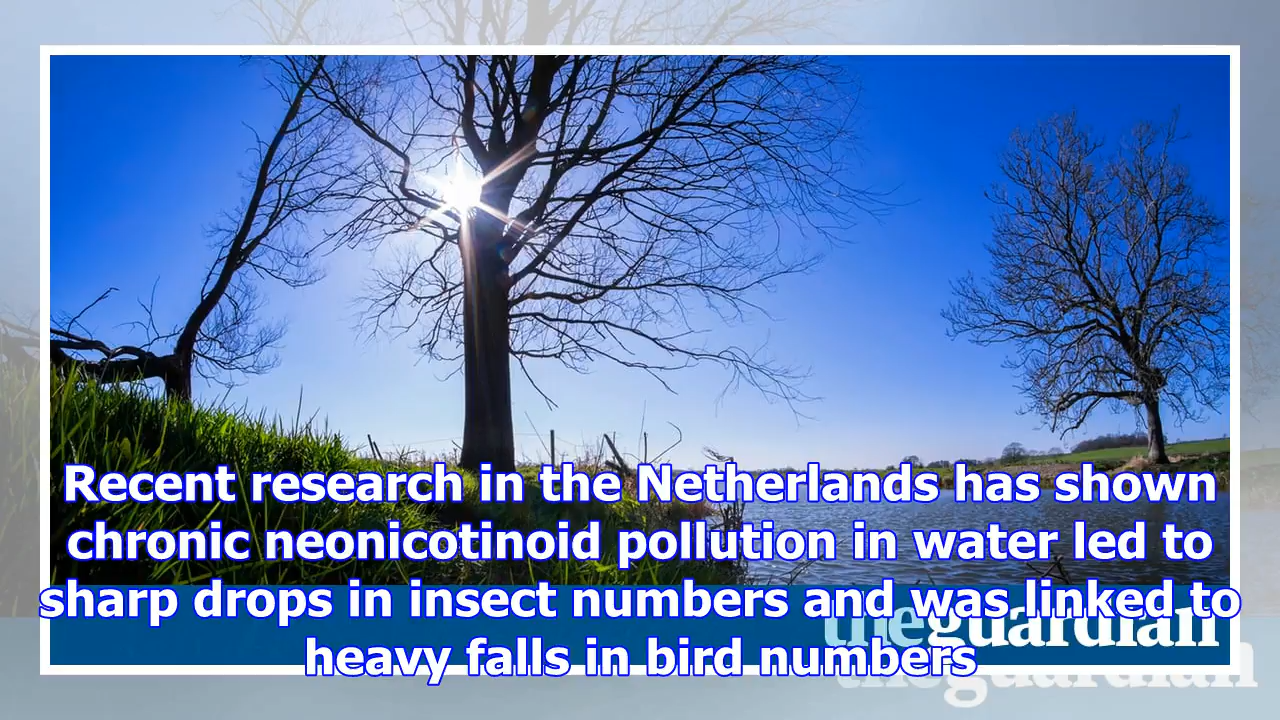 Recent research in the Netherlands has shown
chronic neonicotinoid pollution in water led to
sharp drops in insect numbers and was linked to
heavy falls in bird numbers
theguardian
theguardian